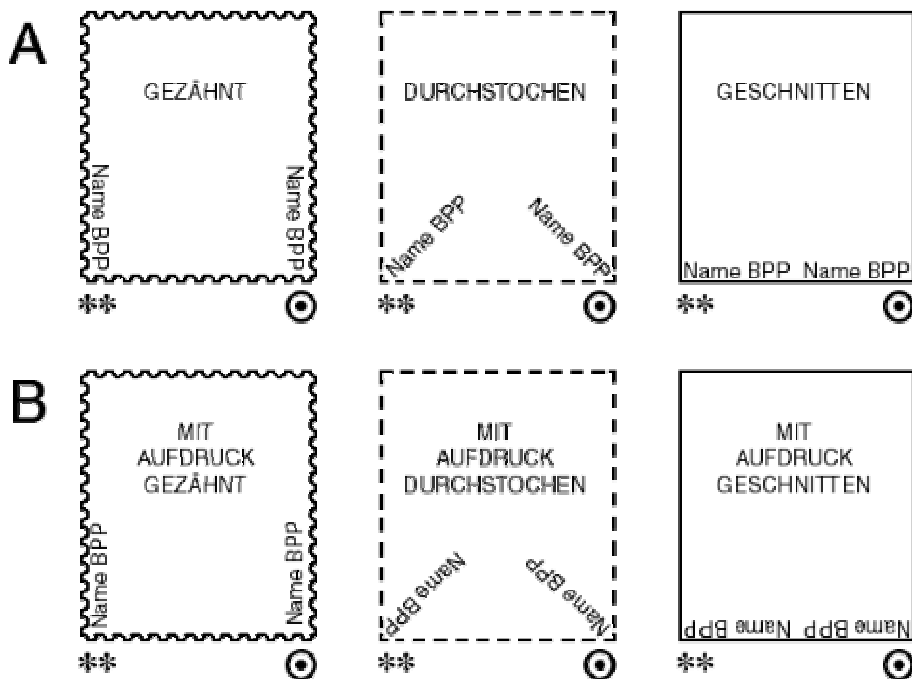 A
GEZÄHNT
Name BPP
Name BPP
**
DURCHSTOCHEN
Name BPP
Name BPP
**
GESCHNITTEN
Name BPP Name BPP
**
B
MIT
AUFDRUCK
GEZÄHNT
Name BPP
Name BPP
**
MIT
AUFDRUCK
DURCHSTOCHEN
Name BPP
Name BPP
**
MIT
AUFDRUCK
GESCHNITTEN
Name BPP Name BPP
**